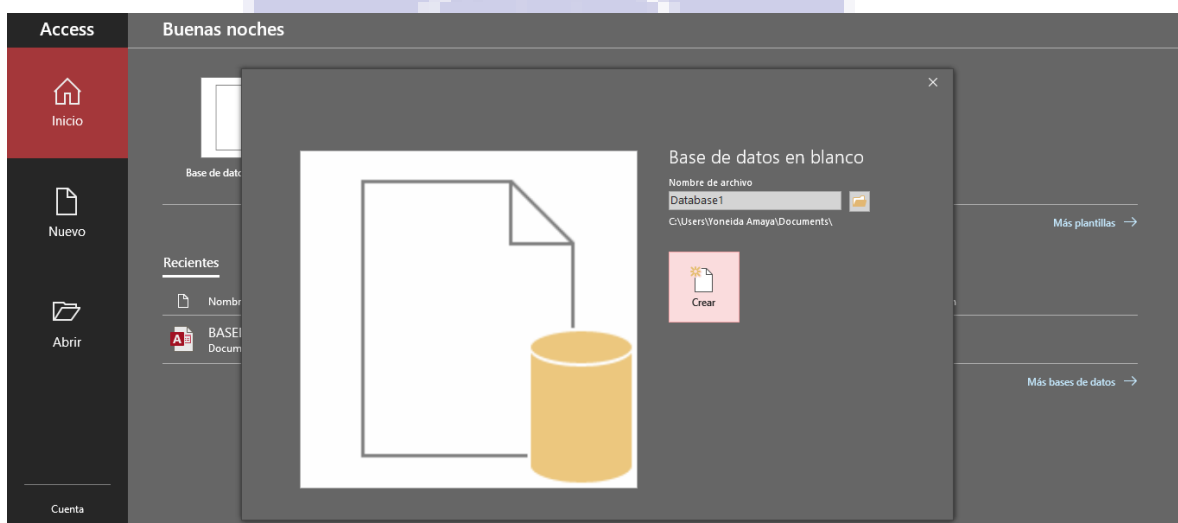 Access
Buenas noches
Inicio
Nuevo
Abrir
Cuenta
Base de dato
Recientes
Nombr
BASE
Docum
Base de datos en blanco
Nombre de archivo
Database1
C:\Users\Yoneida Amaya\Documents\
Crear
Más plantillas
Más bases de datos